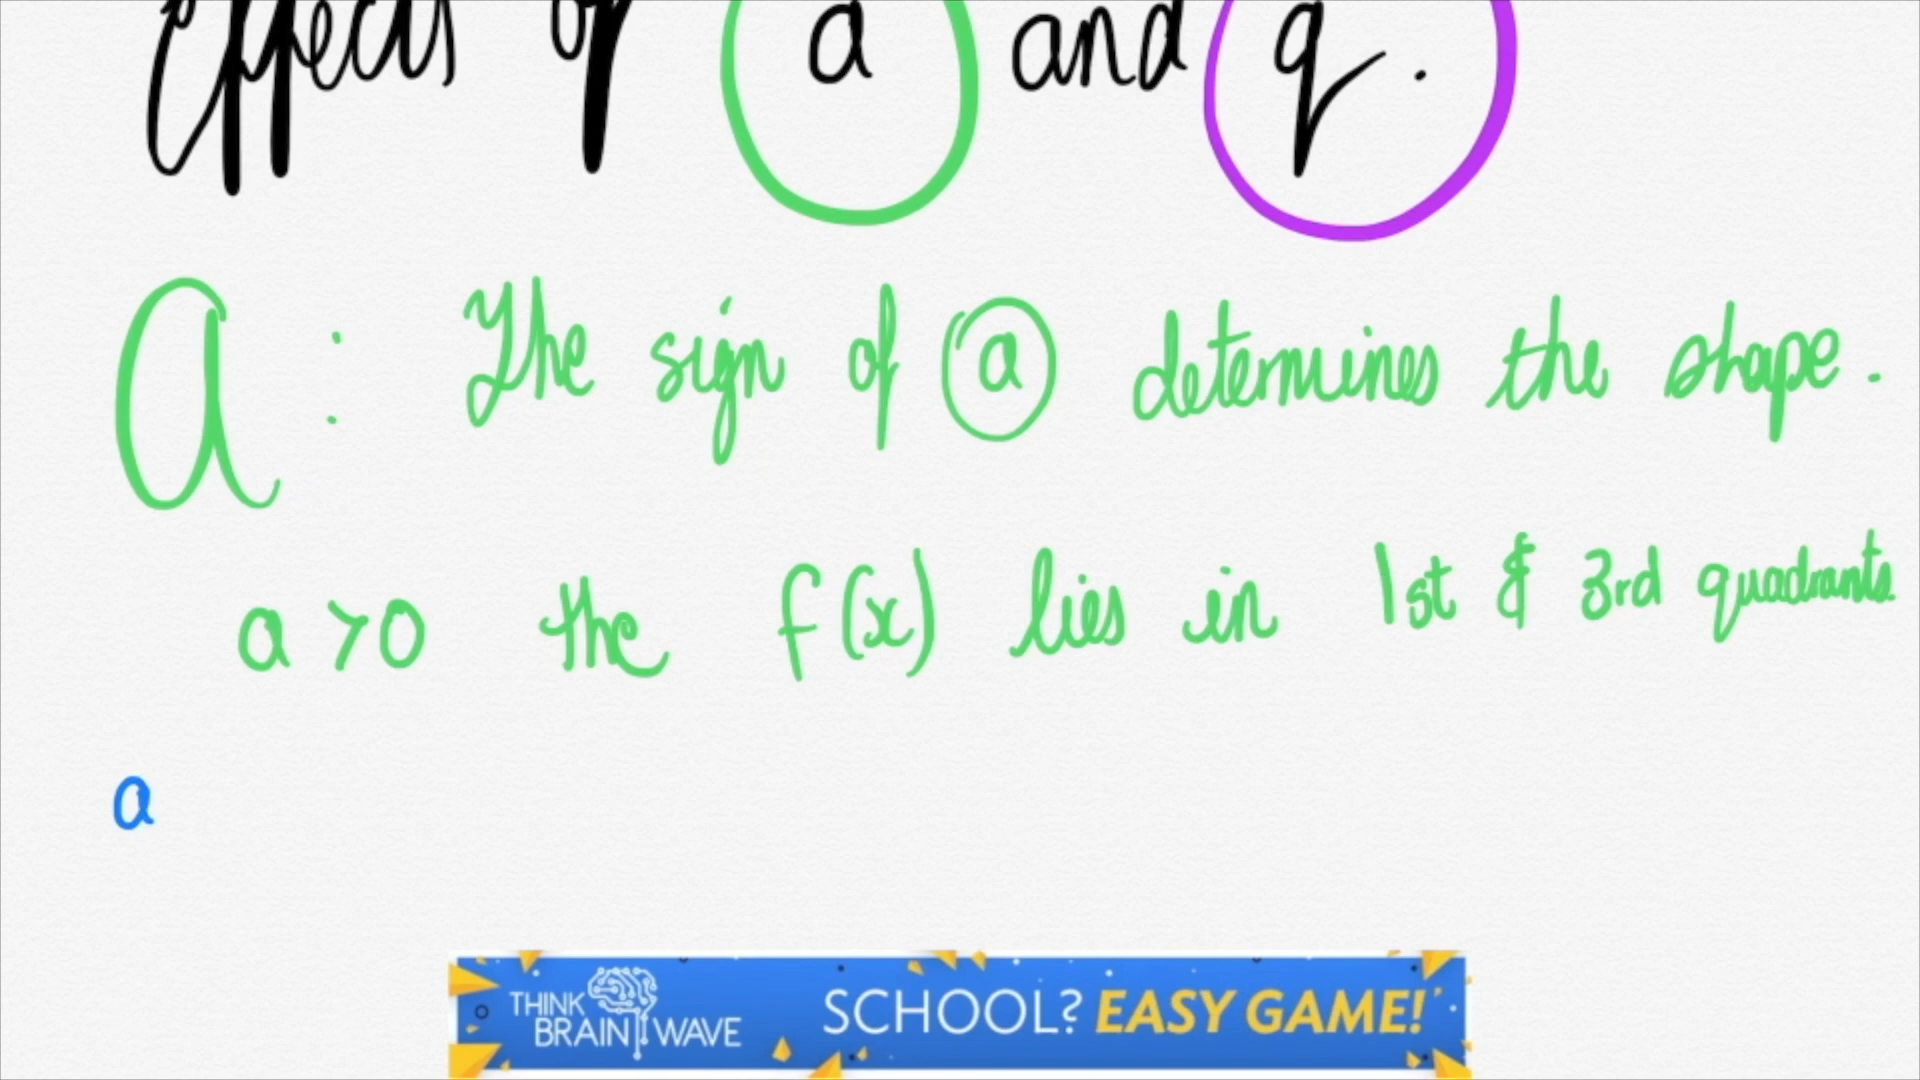 effects of a and q.
A: The sign of a determines the shape.
a > 0 the f(x) lies in 1st & 3rd quadrants
a
THINK BRAIN WAVE SCHOOL? EASY GAME!